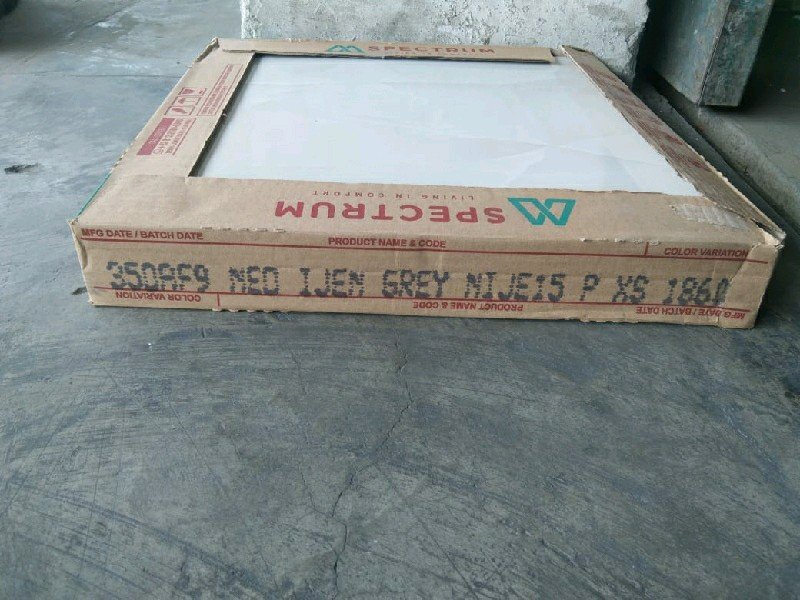 SPECTRUM
SPECTRUM
LIVING IN COMFORT
MFG DATE / BATCH DATE
PRODUCT NAME & CODE
COLOR VARIATION
350AF9 NEO IJEN GREY NIJE15 P XS 1860
COLOR VARIATION
PRODUCT NAME & CODE
MFG DATE / BATCH DATE